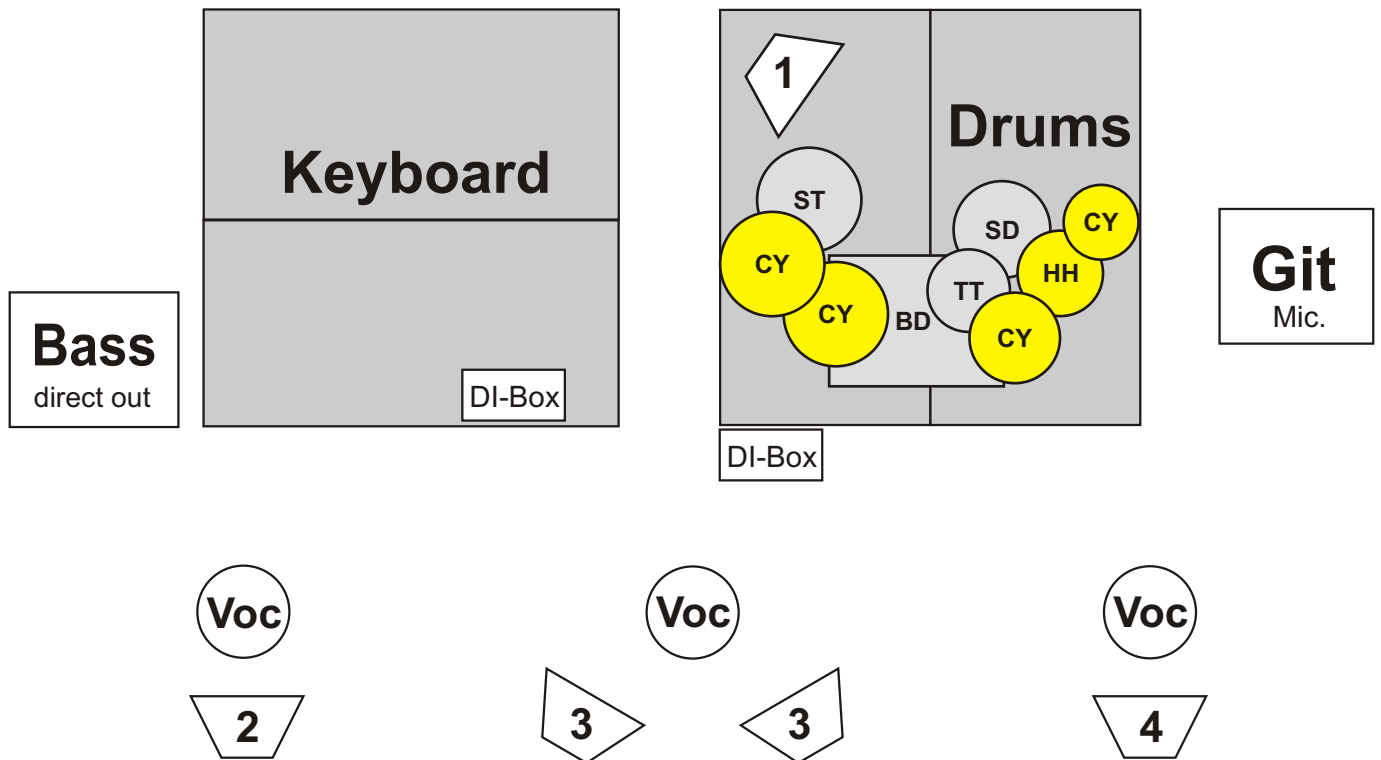 1
Drums
Keyboard
ST
SD
CY
CY
HH
TT
CY
BD
CY
Git
Mic.
Bass
direct out
DI-Box
DI-Box
Voc
Voc
Voc
2
3
3
4